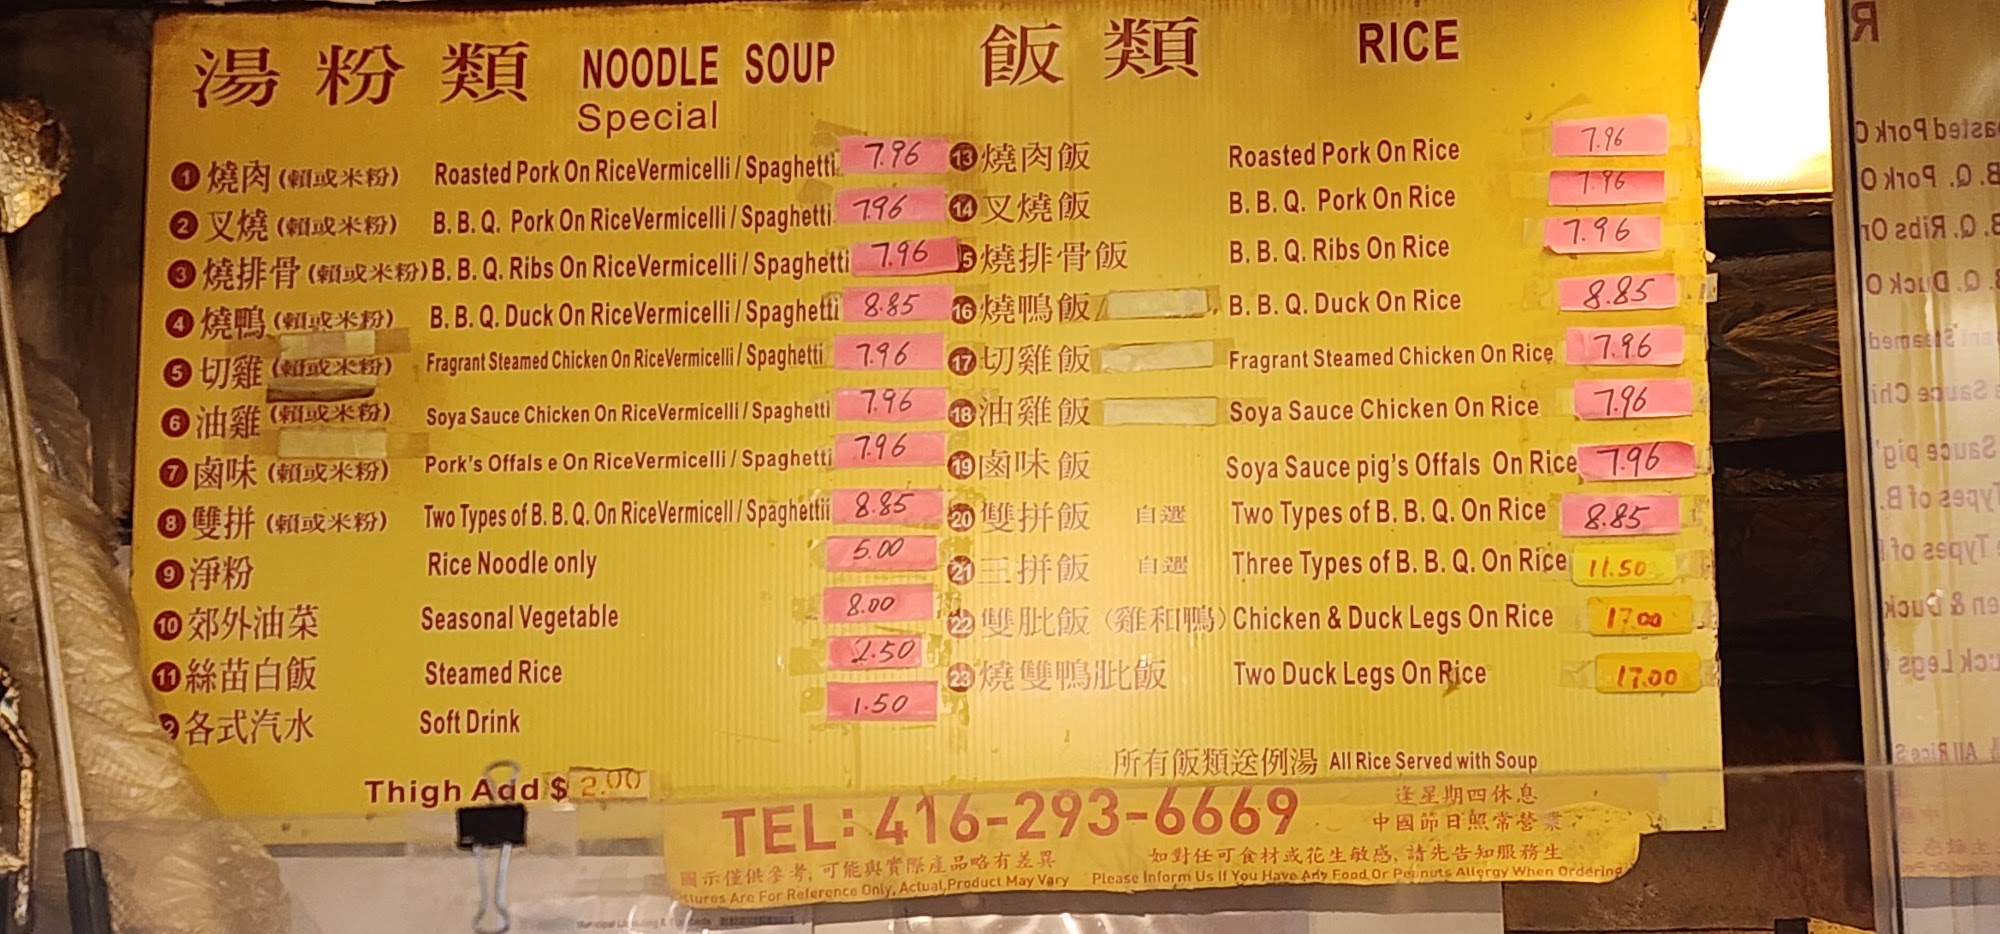 湯粉類 NOODLE SOUP
Special
1 燒肉 (賴或米粉) Roasted Pork On RiceVermicelli / Spaghetti 7.96
2 叉燒 (賴或米粉) B. B. Q. Pork On RiceVermicelli / Spaghetti 7.96
3 燒排骨 (賴或米粉) B. B. Q. Ribs On RiceVermicelli / Spaghetti 7.96
4 燒鴨 (賴或米粉) B. B. Q. Duck On RiceVermicelli / Spaghetti 8.85
5 切雞 (賴或米粉) Fragrant Steamed Chicken On RiceVermicelli / Spaghetti 7.96
6 油雞 (賴或米粉) Soya Sauce Chicken On RiceVermicelli / Spaghetti 7.96
7 鹵味 (賴或米粉) Pork's Offals e On RiceVermicelli / Spaghetti 7.96
8 雙拼 (賴或米粉) Two Types of B. B. Q. On RiceVermicell / Spaghettii 8.85
9 淨粉 Rice Noodle only 5.00
10 郊外油菜 Seasonal Vegetable 8.00
11 絲苗白飯 Steamed Rice 2.50
各式汽水 Soft Drink 1.50
Thigh Add $ 2.00
飯類 RICE
13 燒肉飯 Roasted Pork On Rice 7.96
14 叉燒飯 B. B. Q. Pork On Rice 7.96
5 燒排骨飯 B. B. Q. Ribs On Rice 7.96
16 燒鴨飯 B. B. Q. Duck On Rice 8.85
17 切雞飯 Fragrant Steamed Chicken On Rice 7.96
18 油雞飯 Soya Sauce Chicken On Rice 7.96
19 鹵味飯 Soya Sauce pig's Offals On Rice 7.96
20 雙拼飯 自選 Two Types of B. B. Q. On Rice 8.85
21 三拼飯 自選 Three Types of B. B. Q. On Rice 11.50
22 雙肶飯 (雞和鴨) Chicken & Duck Legs On Rice 17.00
23 燒雙鴨肶飯 Two Duck Legs On Rice 17.00
所有飯類送例湯 All Rice Served with Soup
TEL: 416-293-6669
逢星期四休息
中國節日照常營業
圖示僅供參考, 可能與實際產品略有差異
如對任可食材或花生敏感, 請先告知服務生
ctures Are For Reference Only, Actual Product May Vary
Please Inform Us If You Have Any Food Or Peanuts Allergy When Ordering